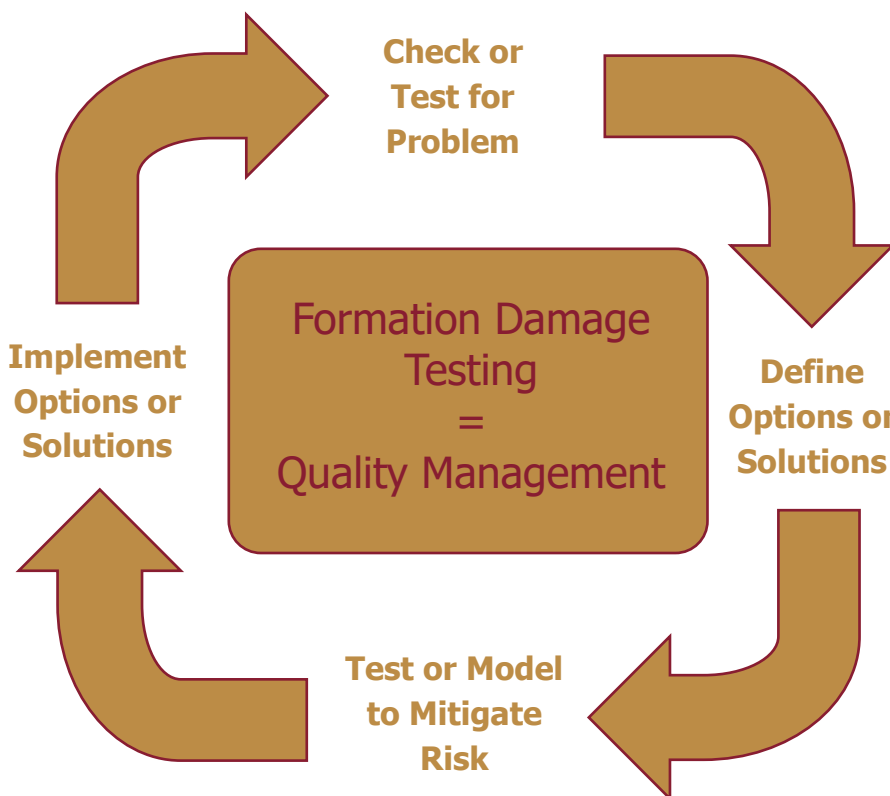 Check or
Test for
Problem
Formation Damage
Testing
=
Quality Management
Implement
Options or
Solutions
Define
Options or
Solutions
Test or Model
to Mitigate
Risk